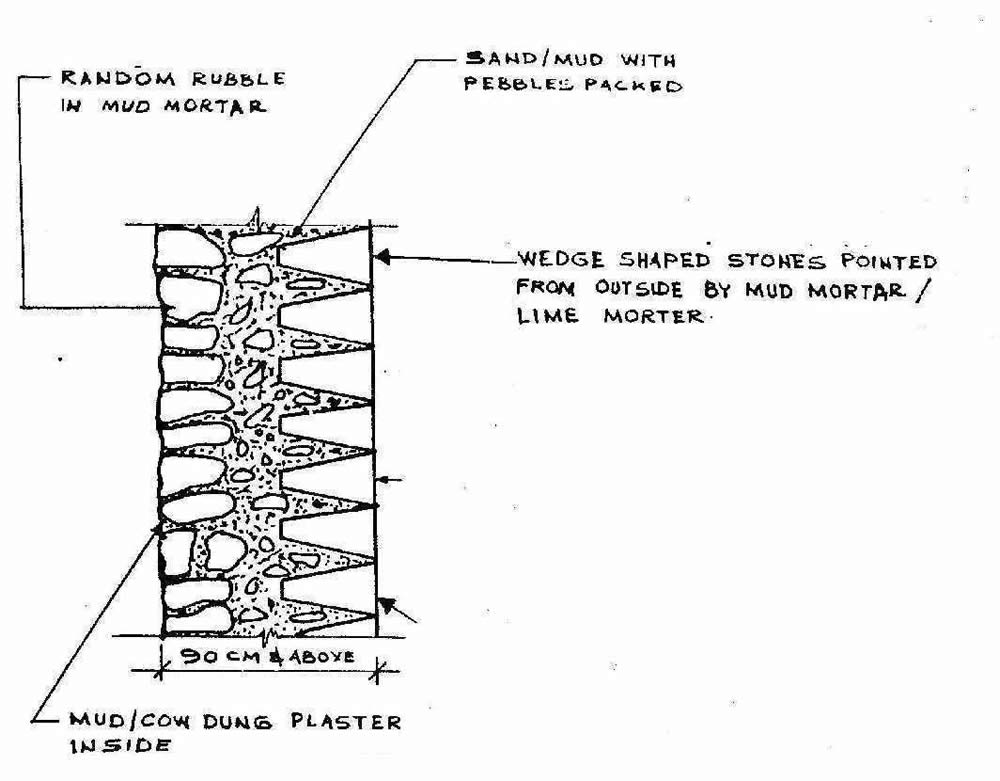 RANDOM RUBBLE
IN MUD MORTAR
SAND/MUD WITH
PEBBLES PACKED
WEDGE SHAPED STONES POINTED
FROM OUTSIDE BY MUD MORTAR /
LIME MORTER.
90 CM & ABOVE
MUD/COW DUNG PLASTER
INSIDE